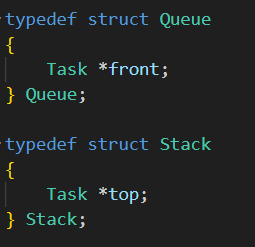 typedef struct Queue
{
    Task *front;
} Queue;

typedef struct Stack
{
    Task *top;
} Stack;